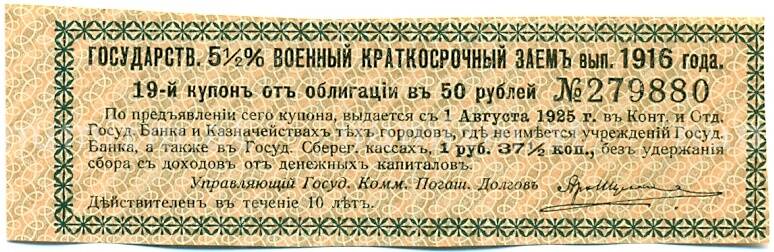 ГОСУДАРСТВ. 5½% ВОЕННЫЙ КРАТКОСРОЧНЫЙ ЗАЕМЪ вып. 1916 года.
19-й купон отъ облигаціи въ 50 рублей №279880
По предъявленіи сего купона, выдается съ 1 Августа 1925 г. въ Конт. и Отд.
Госуд. Банка и Казначействахъ тѣхъ городовъ, гдѣ не имѣется учрежденій Госуд.
Банка, а также въ Госуд. Сберег. кассахъ, 1 руб. 37½ коп., безъ удержанія
сбора съ доходовъ отъ денежныхъ капиталовъ.
Управляющій Госуд. Комм. Погаш. Долговъ
Дѣйствителенъ въ теченіе 10 лѣтъ.